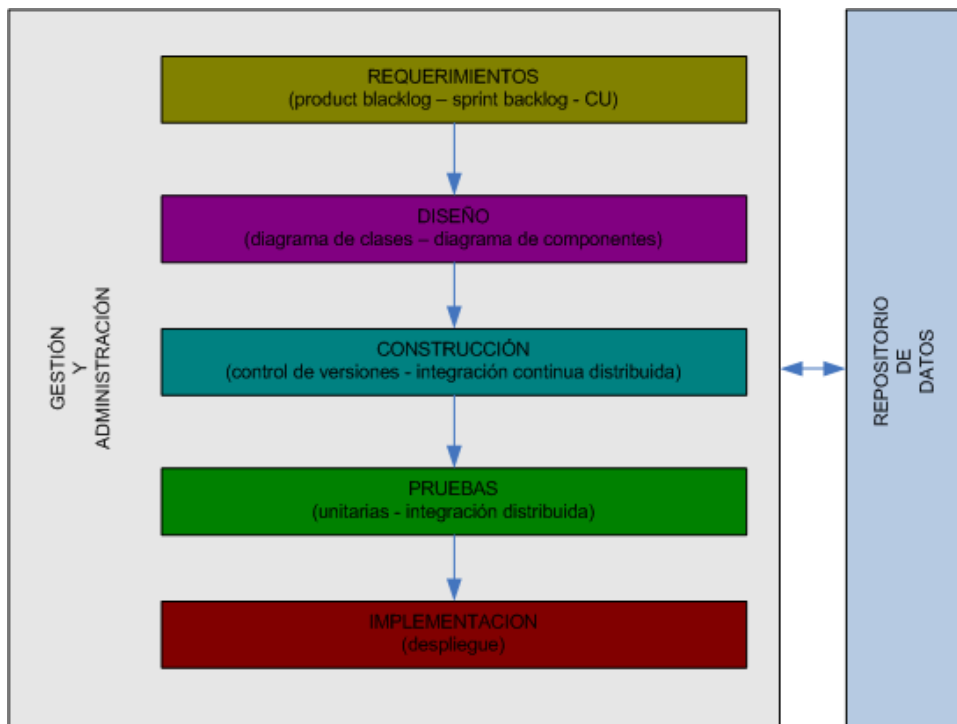 REQUERIMIENTOS
(product blacklog – sprint backlog - CU)
DISEÑO
(diagrama de clases – diagrama de componentes)
CONSTRUCCIÓN
(control de versiones - integración continua distribuida)
PRUEBAS
(unitarias - integración distribuida)
IMPLEMENTACION
(despliegue)
GESTIÓN
Y
ADMINISTRACIÓN
REPOSITORIO
DE
DATOS